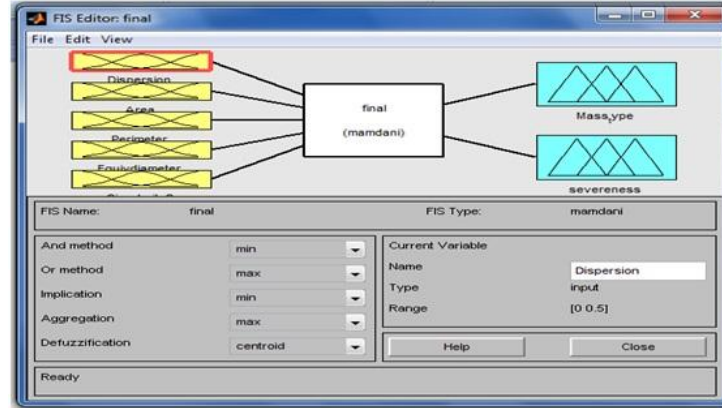 FIS Editor: final
File Edit View
Dispersion
Area
Perimeter
Equivdiameter
final
(mamdani)
Massype
severeness
FIS Name: final FIS Type: mamdani
And method min
Or method max
Implication min
Aggregation max
Defuzzification centroid
Current Variable
Name Dispersion
Type input
Range [0 0.5]
Help Close
Ready